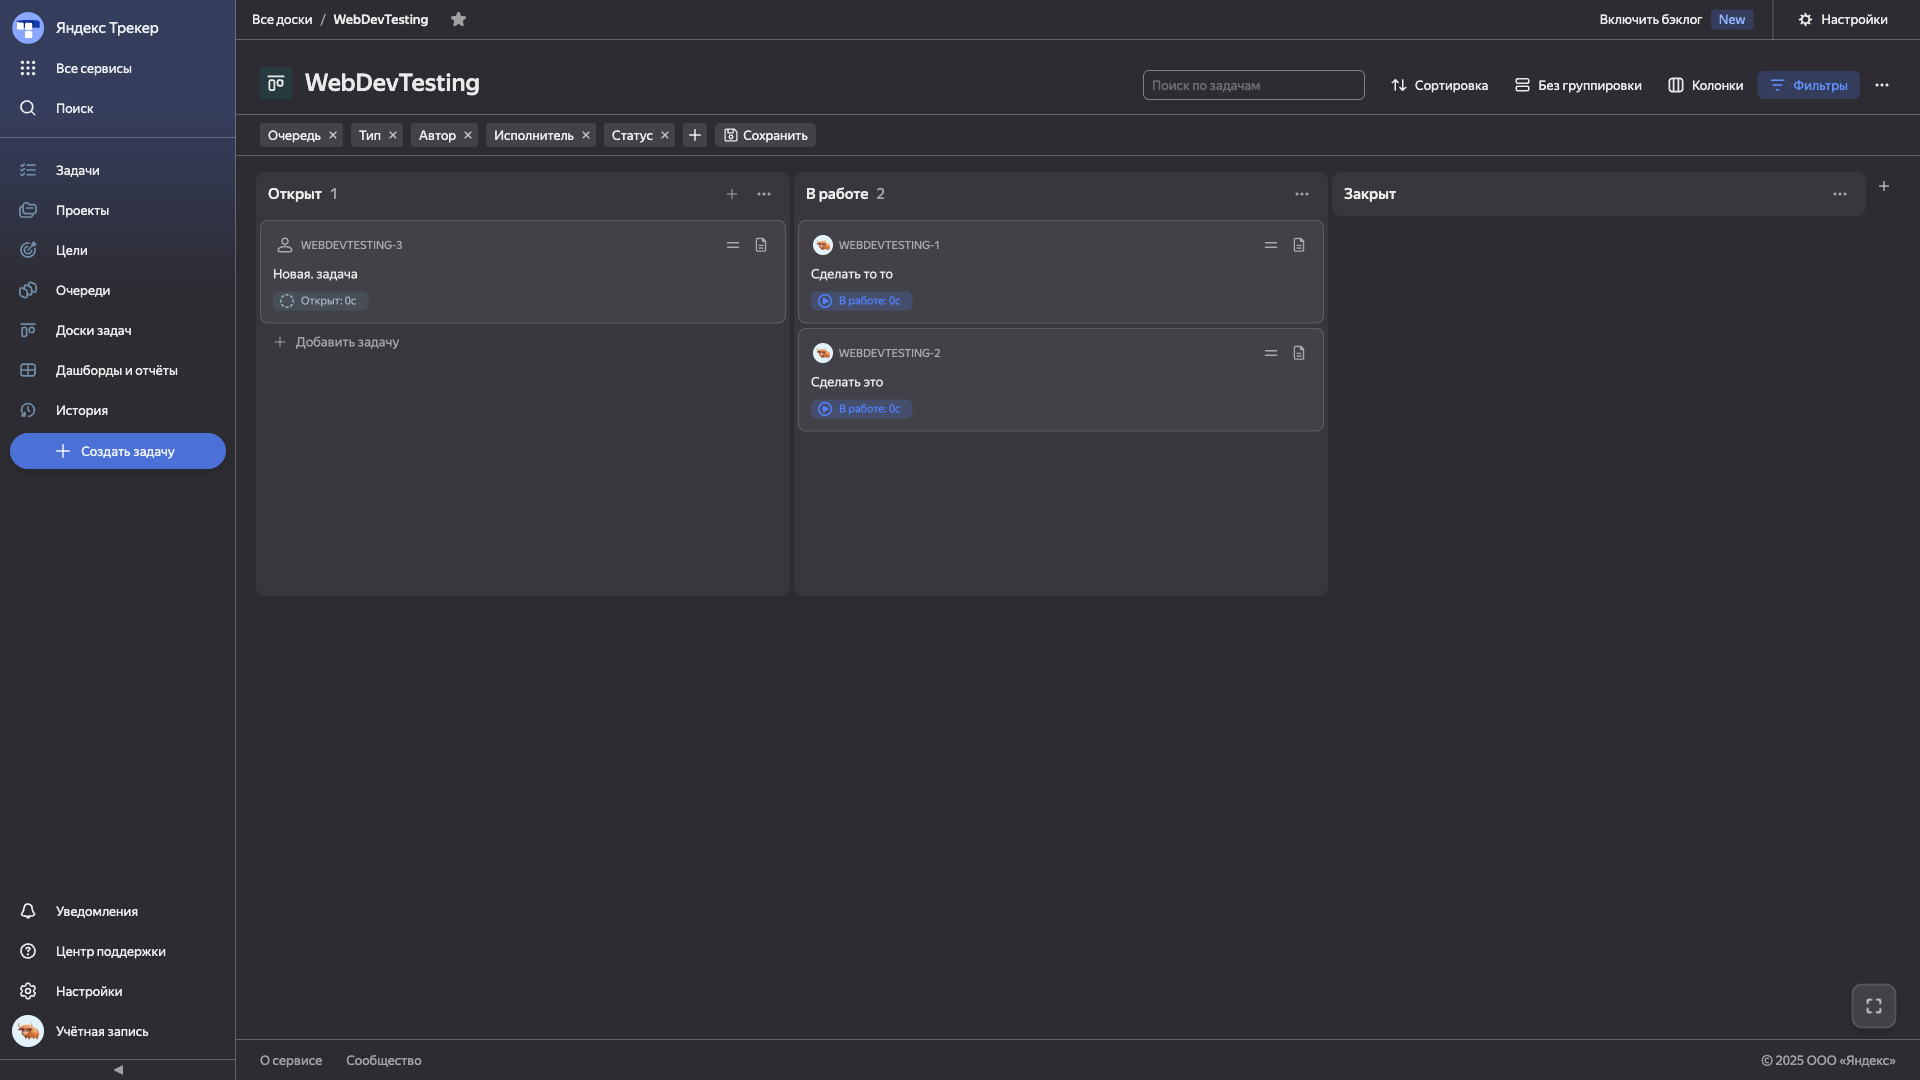 Яндекс Трекер
Все сервисы
Поиск
Задачи
Проекты
Цели
Очереди
Доски задач
Дашборды и отчёты
История
Создать задачу
Уведомления
Центр поддержки
Настройки
Учётная запись
Все доски / WebDevTesting
Включить бэклог New
Настройки
WebDevTesting
Поиск по задачам
Сортировка
Без группировки
Колонки
Фильтры
Очередь
Тип
Автор
Исполнитель
Статус
Сохранить
Открыт 1
WEBDEVTESTING-3
Новая. задача
Открыт: 0с
Добавить задачу
В работе 2
WEBDEVTESTING-1
Сделать то то
В работе: 0с
WEBDEVTESTING-2
Сделать это
В работе: 0с
Закрыт
О сервисе
Сообщество
© 2025 ООО «Яндекс»